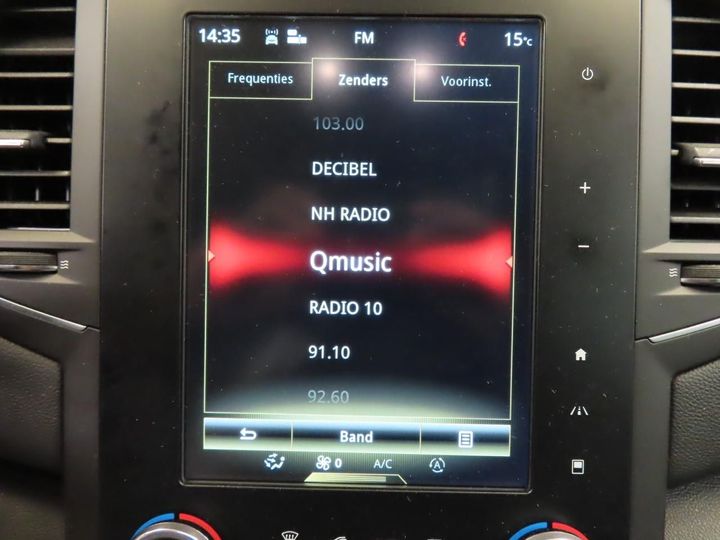 14:35 FM 15°C
Frequenties Zenders Voorinst.
103.00
DECIBEL
NH RADIO
Qmusic
RADIO 10
91.10
92.60
Band
0 A/C A